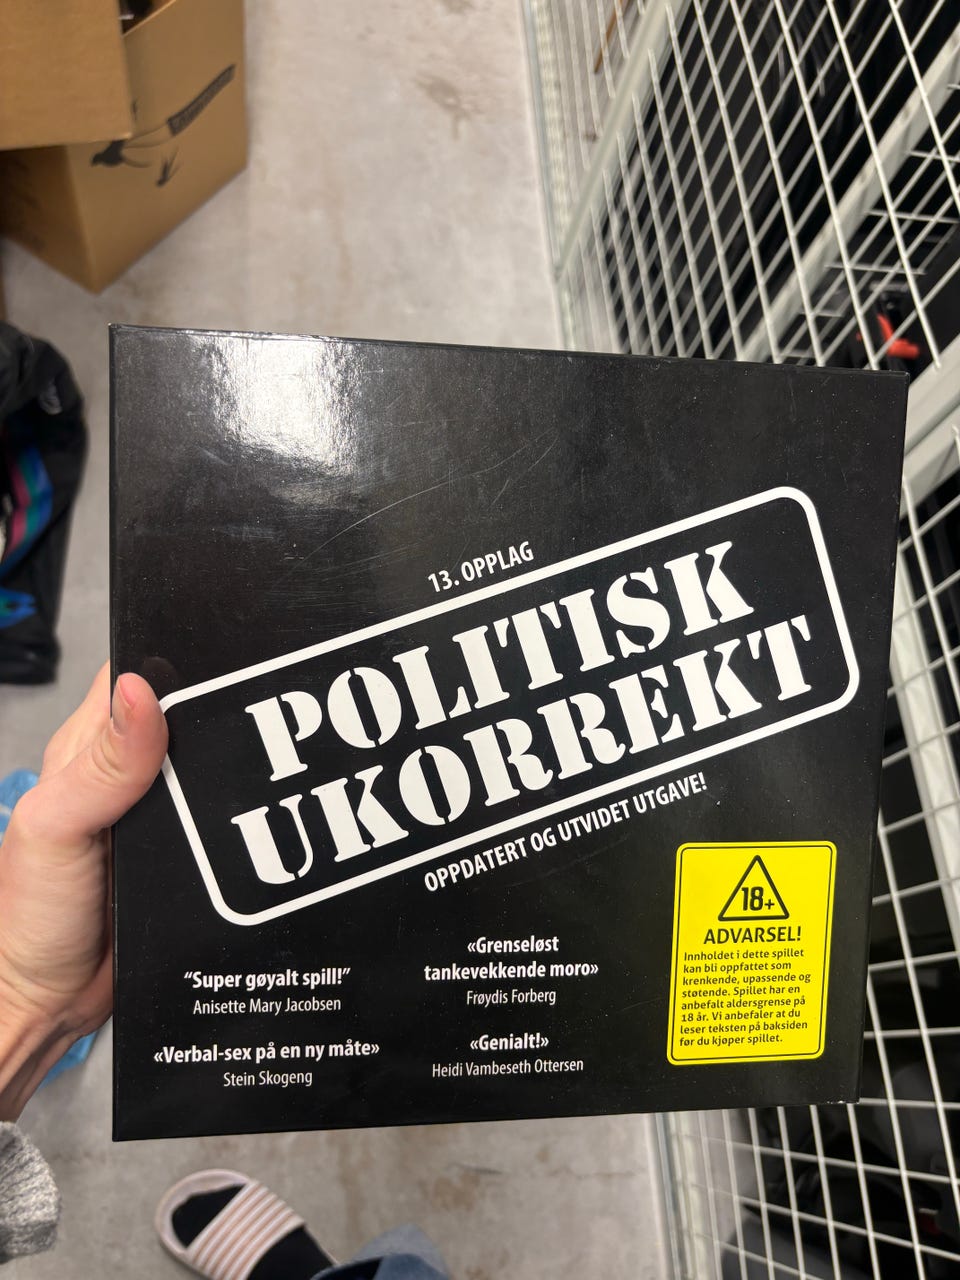 13. OPPLAG
POLITISK
UKORREKT
OPPDATERT OG UTVIDET UTGAVE!
“Super gøyalt spill!”
Anisette Mary Jacobsen
«Verbal-sex på en ny måte»
Stein Skogeng
«Grenseløst
tankevekkende moro»
Frøydis Forberg
«Genialt!»
Heidi Vambeseth Ottersen
18+
ADVARSEL!
Innholdet i dette spillet
kan bli oppfattet som
krenkende, upassende og
støtende. Spillet har en
anbefalt aldersgrense på
18 år. Vi anbefaler at du
leser teksten på baksiden
før du kjøper spillet.